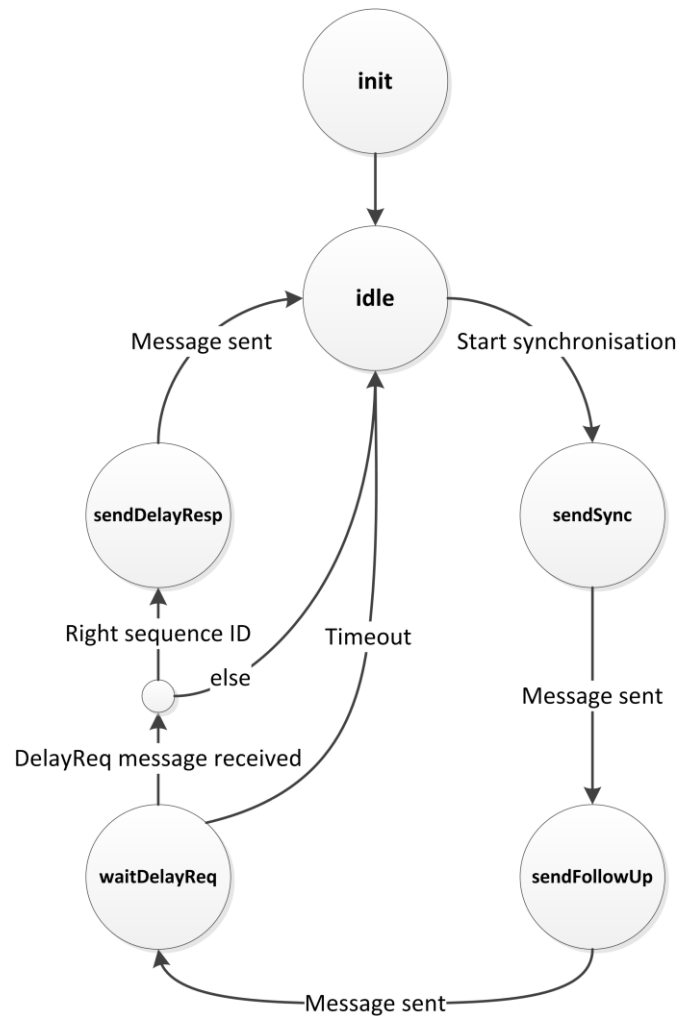 init
idle
Message sent
Start synchronisation
sendDelayResp
sendSync
Right sequence ID
Timeout
else
Message sent
DelayReq message received
waitDelayReq
sendFollowUp
Message sent